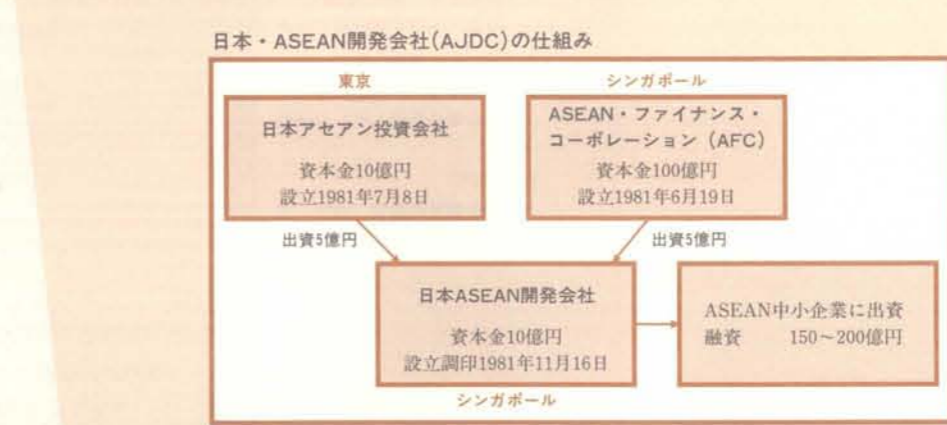 日本・ASEAN開発会社(AJDC)の仕組み
東京
日本アセアン投資会社
資本金10億円
設立1981年7月8日
シンガポール
ASEAN・ファイナンス・
コーポレーション (AFC)
資本金100億円
設立1981年6月19日
出資5億円
出資5億円
日本ASEAN開発会社
資本金10億円
設立調印1981年11月16日
シンガポール
ASEAN中小企業に出資
融資 150～200億円